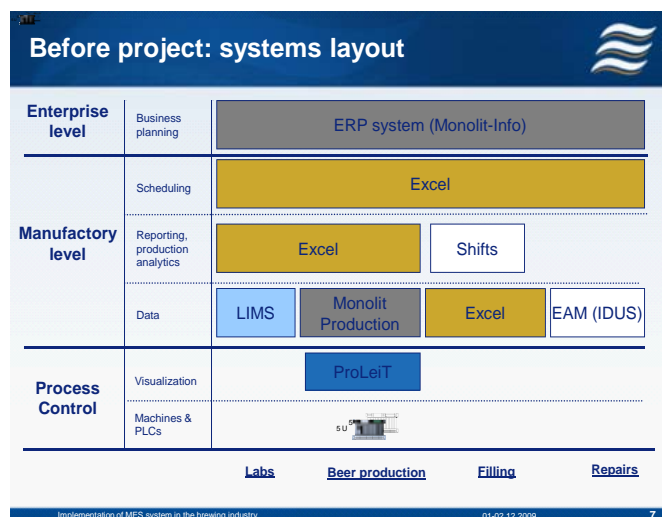 Before project: systems layout
Enterprise
level
Business
planning
ERP system (Monolit-Info)
Manufactory
level
Scheduling
Excel
Reporting,
production
analytics
Excel
Shifts
Data
LIMS
Monolit
Production
Excel
EAM (IDUS)
Process
Control
Visualization
ProLeiT
Machines &
PLCs
5 U
Labs
Beer production
Filling
Repairs
Implementation of MES system in the brewing industry
01-02.12.2009
7